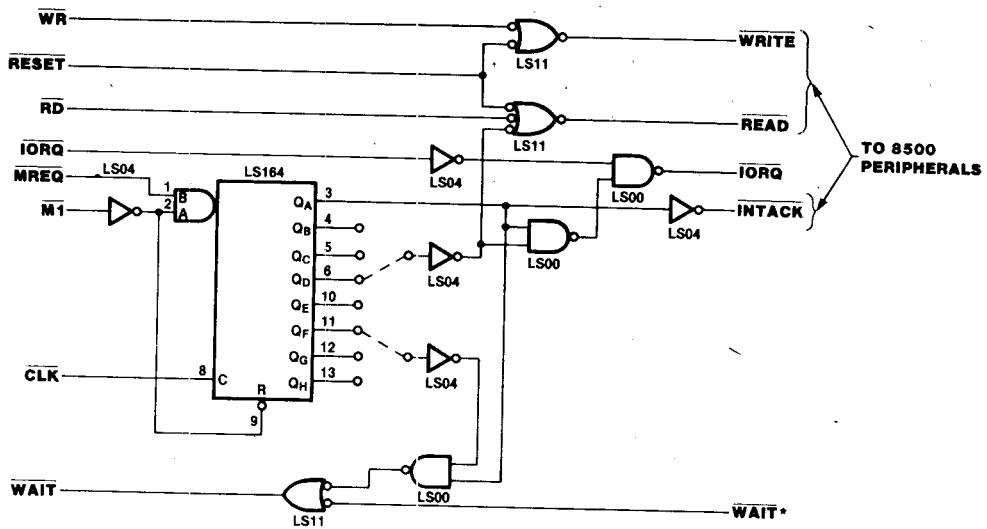 WR
WRITE
LS11
RESET
RD
READ
LS11
TO 8500
PERIPHERALS
IORQ
LS04
LS00
IORQ
MREQ
LS04
LS164
1
B
2
A
M1
QA
3
INTACK
LS04
QB
4
LS00
QC
5
QD
6
LS04
QE
10
QF
11
QG
12
LS04
QH
13
CLK
8
C
R
9
WAIT
LS11
LS00
WAIT*